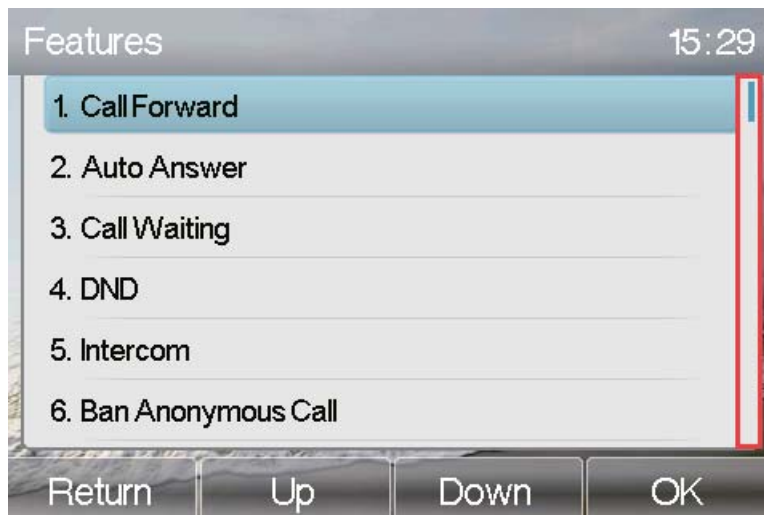 Features 15:29
1. Call Forward
2. Auto Answer
3. Call Waiting
4. DND
5. Intercom
6. Ban Anonymous Call
Return Up Down OK